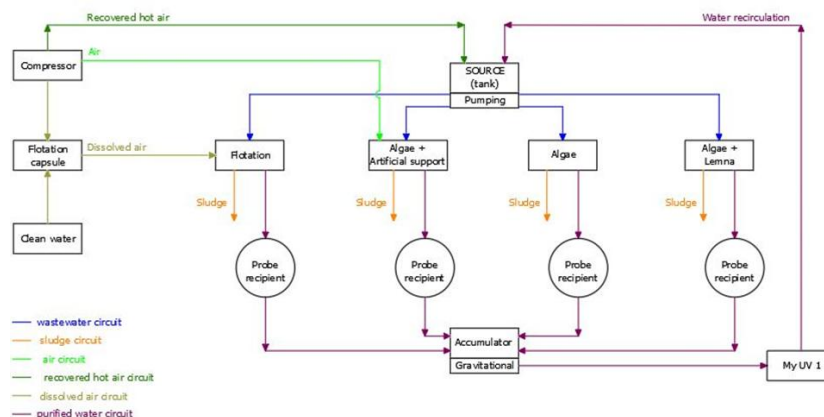 Recovered hot air
Water recirculation
Air
Compressor
SOURCE
(tank)
Pumping
Flotation
capsule
Dissolved air
Flotation
Algae +
Artificial support
Algae
Algae +
Lemna
Sludge
Sludge
Sludge
Sludge
Clean water
Probe
recipient
Probe
recipient
Probe
recipient
Probe
recipient
Accumulator
Gravitational
My UV 1
wastewater circuit
sludge circuit
air circuit
recovered hot air circuit
dissolved air circuit
purified water circuit